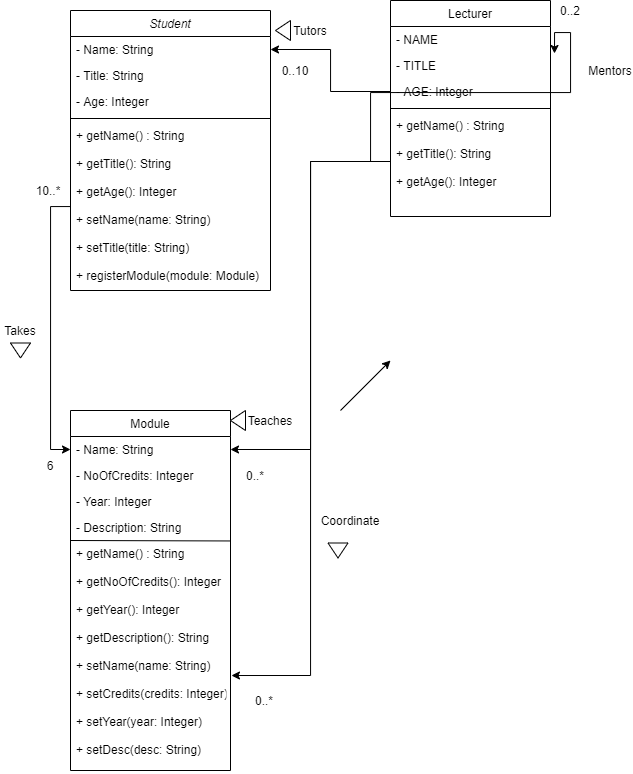 Student
- Name: String
- Title: String
- Age: Integer
+ getName() : String
+ getTitle(): String
+ getAge(): Integer
+ setName(name: String)
+ setTitle(title: String)
+ registerModule(module: Module)
Tutors
0..10
Lecturer
- NAME
- TITLE
- AGE: Integer
+ getName() : String
+ getTitle(): String
+ getAge(): Integer
0..2
Mentors
10..*
Takes
6
Module
- Name: String
- NoOfCredits: Integer
- Year: Integer
- Description: String
+ getName() : String
+ getNoOfCredits(): Integer
+ getYear(): Integer
+ getDescription(): String
+ setName(name: String)
+ setCredits(credits: Integer)
+ setYear(year: Integer)
+ setDesc(desc: String)
Teaches
0..*
Coordinate
0..*